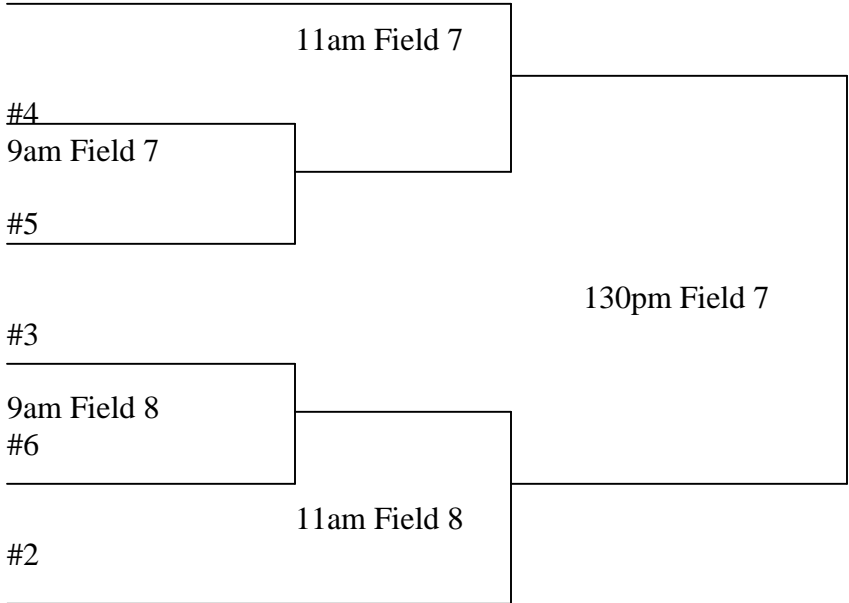 11am Field 7
#4
9am Field 7
#5
130pm Field 7
#3
9am Field 8
#6
11am Field 8
#2